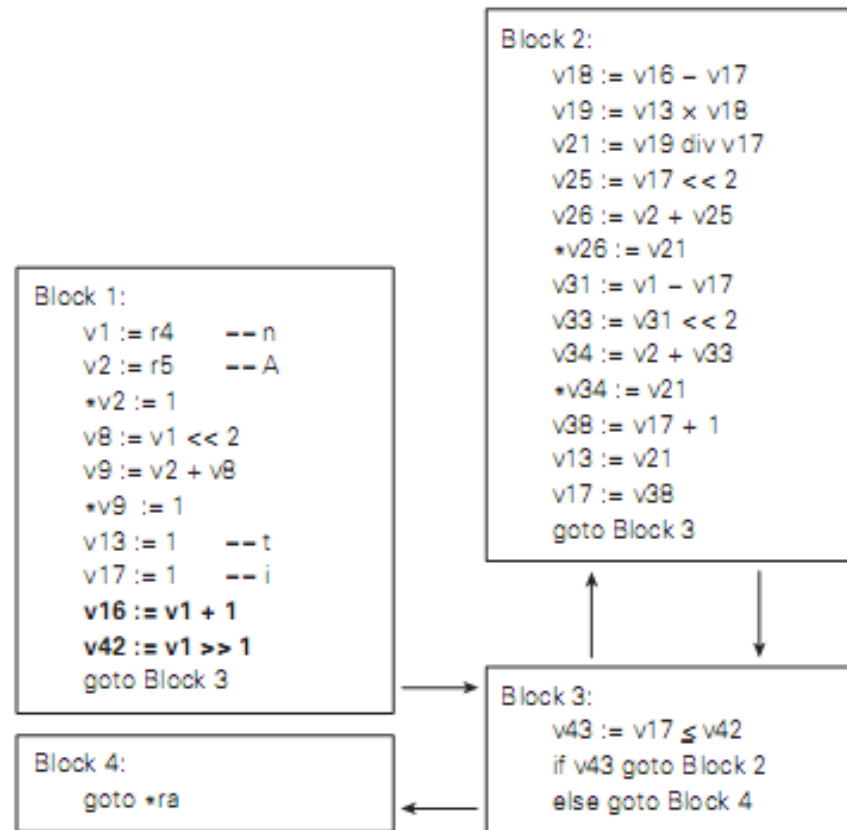 Block 1:
v1 := r4 -- n
v2 := r5 -- A
*v2 := 1
v8 := v1 << 2
v9 := v2 + v8
*v9 := 1
v13 := 1 -- t
v17 := 1 -- i
v16 := v1 + 1
v42 := v1 >> 1
goto Block 3
Block 2:
v18 := v16 – v17
v19 := v13 × v18
v21 := v19 div v17
v25 := v17 << 2
v26 := v2 + v25
*v26 := v21
v31 := v1 – v17
v33 := v31 << 2
v34 := v2 + v33
*v34 := v21
v38 := v17 + 1
v13 := v21
v17 := v38
goto Block 3
Block 3:
v43 := v17 ≤ v42
if v43 goto Block 2
else goto Block 4
Block 4:
goto *ra